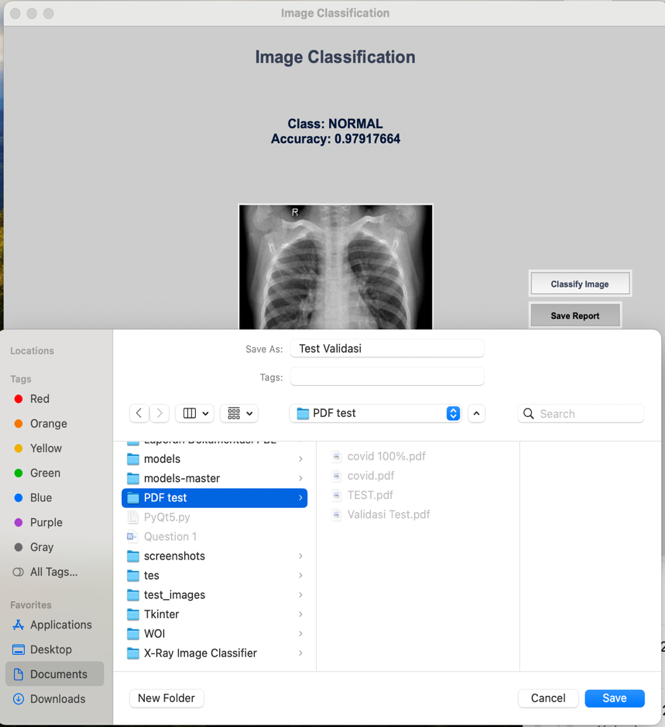 Image Classification
Image Classification
Class: NORMAL
Accuracy: 0.97917664
R
Classify Image
Save Report
Save As: Test Validasi
Tags:
PDF test
Search
Locations
Tags
Red
Orange
Yellow
Green
Blue
Purple
Gray
All Tags...
Favorites
Applications
Desktop
Documents
Downloads
models
models-master
PDF test
PyQt5.py
Question 1
screenshots
tes
test_images
Tkinter
WOI
X-Ray Image Classifier
covid 100%.pdf
covid.pdf
TEST.pdf
Validasi Test.pdf
New Folder
Cancel
Save